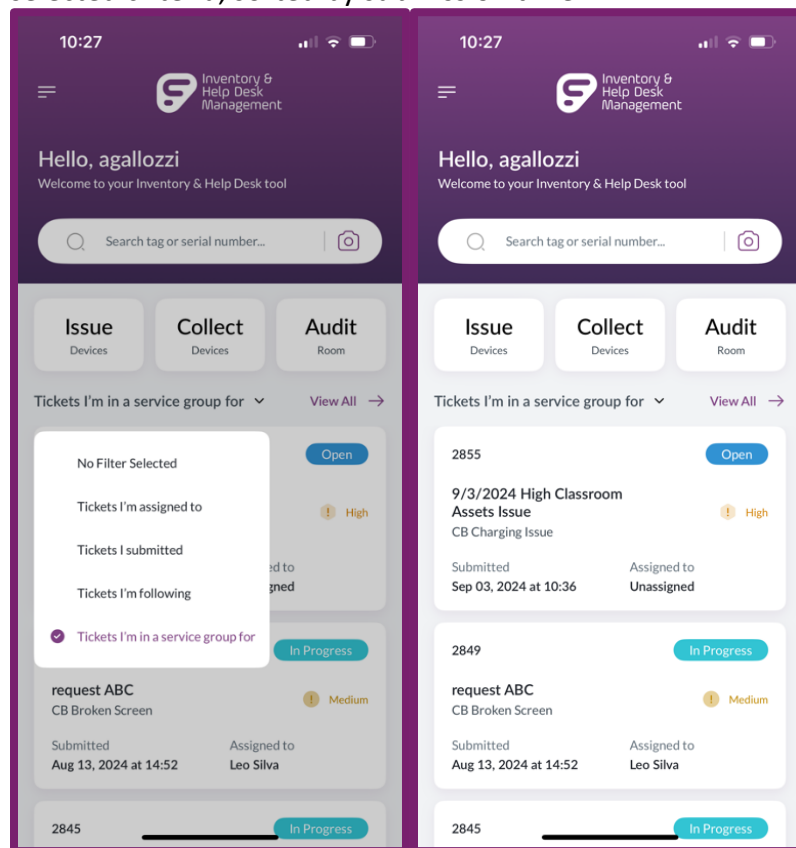 10:27
Inventory &
Help Desk
Management
Hello, agallozzi
Welcome to your Inventory & Help Desk tool
Search tag or serial number...
Issue
Devices
Collect
Devices
Audit
Room
Tickets I'm in a service group for
View All
No Filter Selected
Open
Tickets I'm assigned to
High
Tickets I submitted
Tickets I'm following
Tickets I'm in a service group for
In Progress
request ABC
CB Broken Screen
Medium
Submitted
Assigned to
Aug 13, 2024 at 14:52
Leo Silva
2845
In Progress
10:27
Inventory &
Help Desk
Management
Hello, agallozzi
Welcome to your Inventory & Help Desk tool
Search tag or serial number...
Issue
Devices
Collect
Devices
Audit
Room
Tickets I'm in a service group for
View All
2855
Open
9/3/2024 High Classroom
Assets Issue
High
CB Charging Issue
Submitted
Assigned to
Sep 03, 2024 at 10:36
Unassigned
2849
In Progress
request ABC
CB Broken Screen
Medium
Submitted
Assigned to
Aug 13, 2024 at 14:52
Leo Silva
2845
In Progress